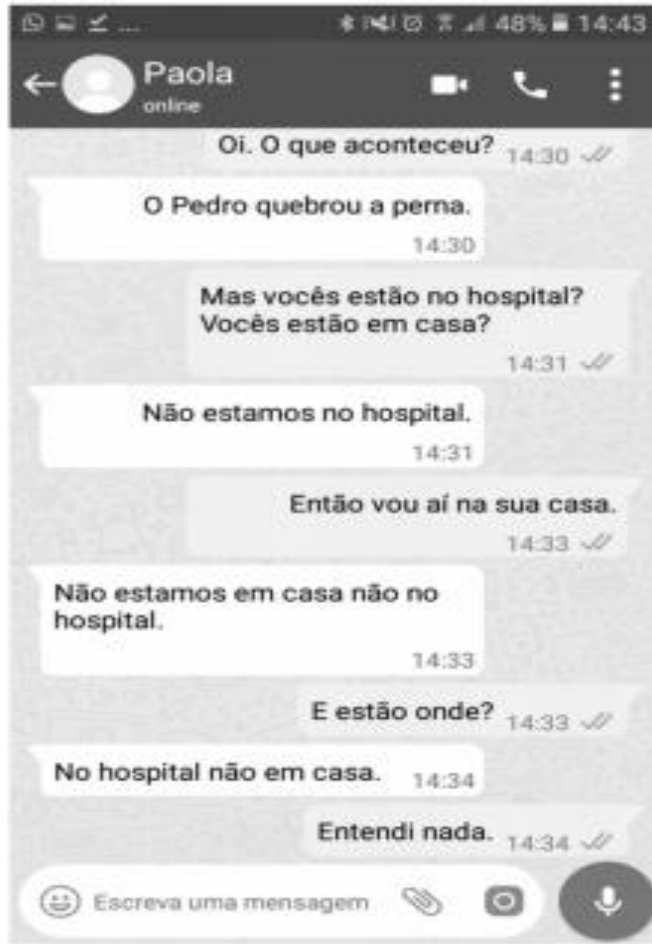 ... 48% 14:43
Paola
online
Oi. O que aconteceu? 14:30
O Pedro quebrou a perna.
14:30
Mas vocês estão no hospital?
Vocês estão em casa?
14:31
Não estamos no hospital.
14:31
Então vou aí na sua casa.
14:33
Não estamos em casa não no
hospital.
14:33
E estão onde? 14:33
No hospital não em casa. 14:34
Entendi nada. 14:34
Escreva uma mensagem